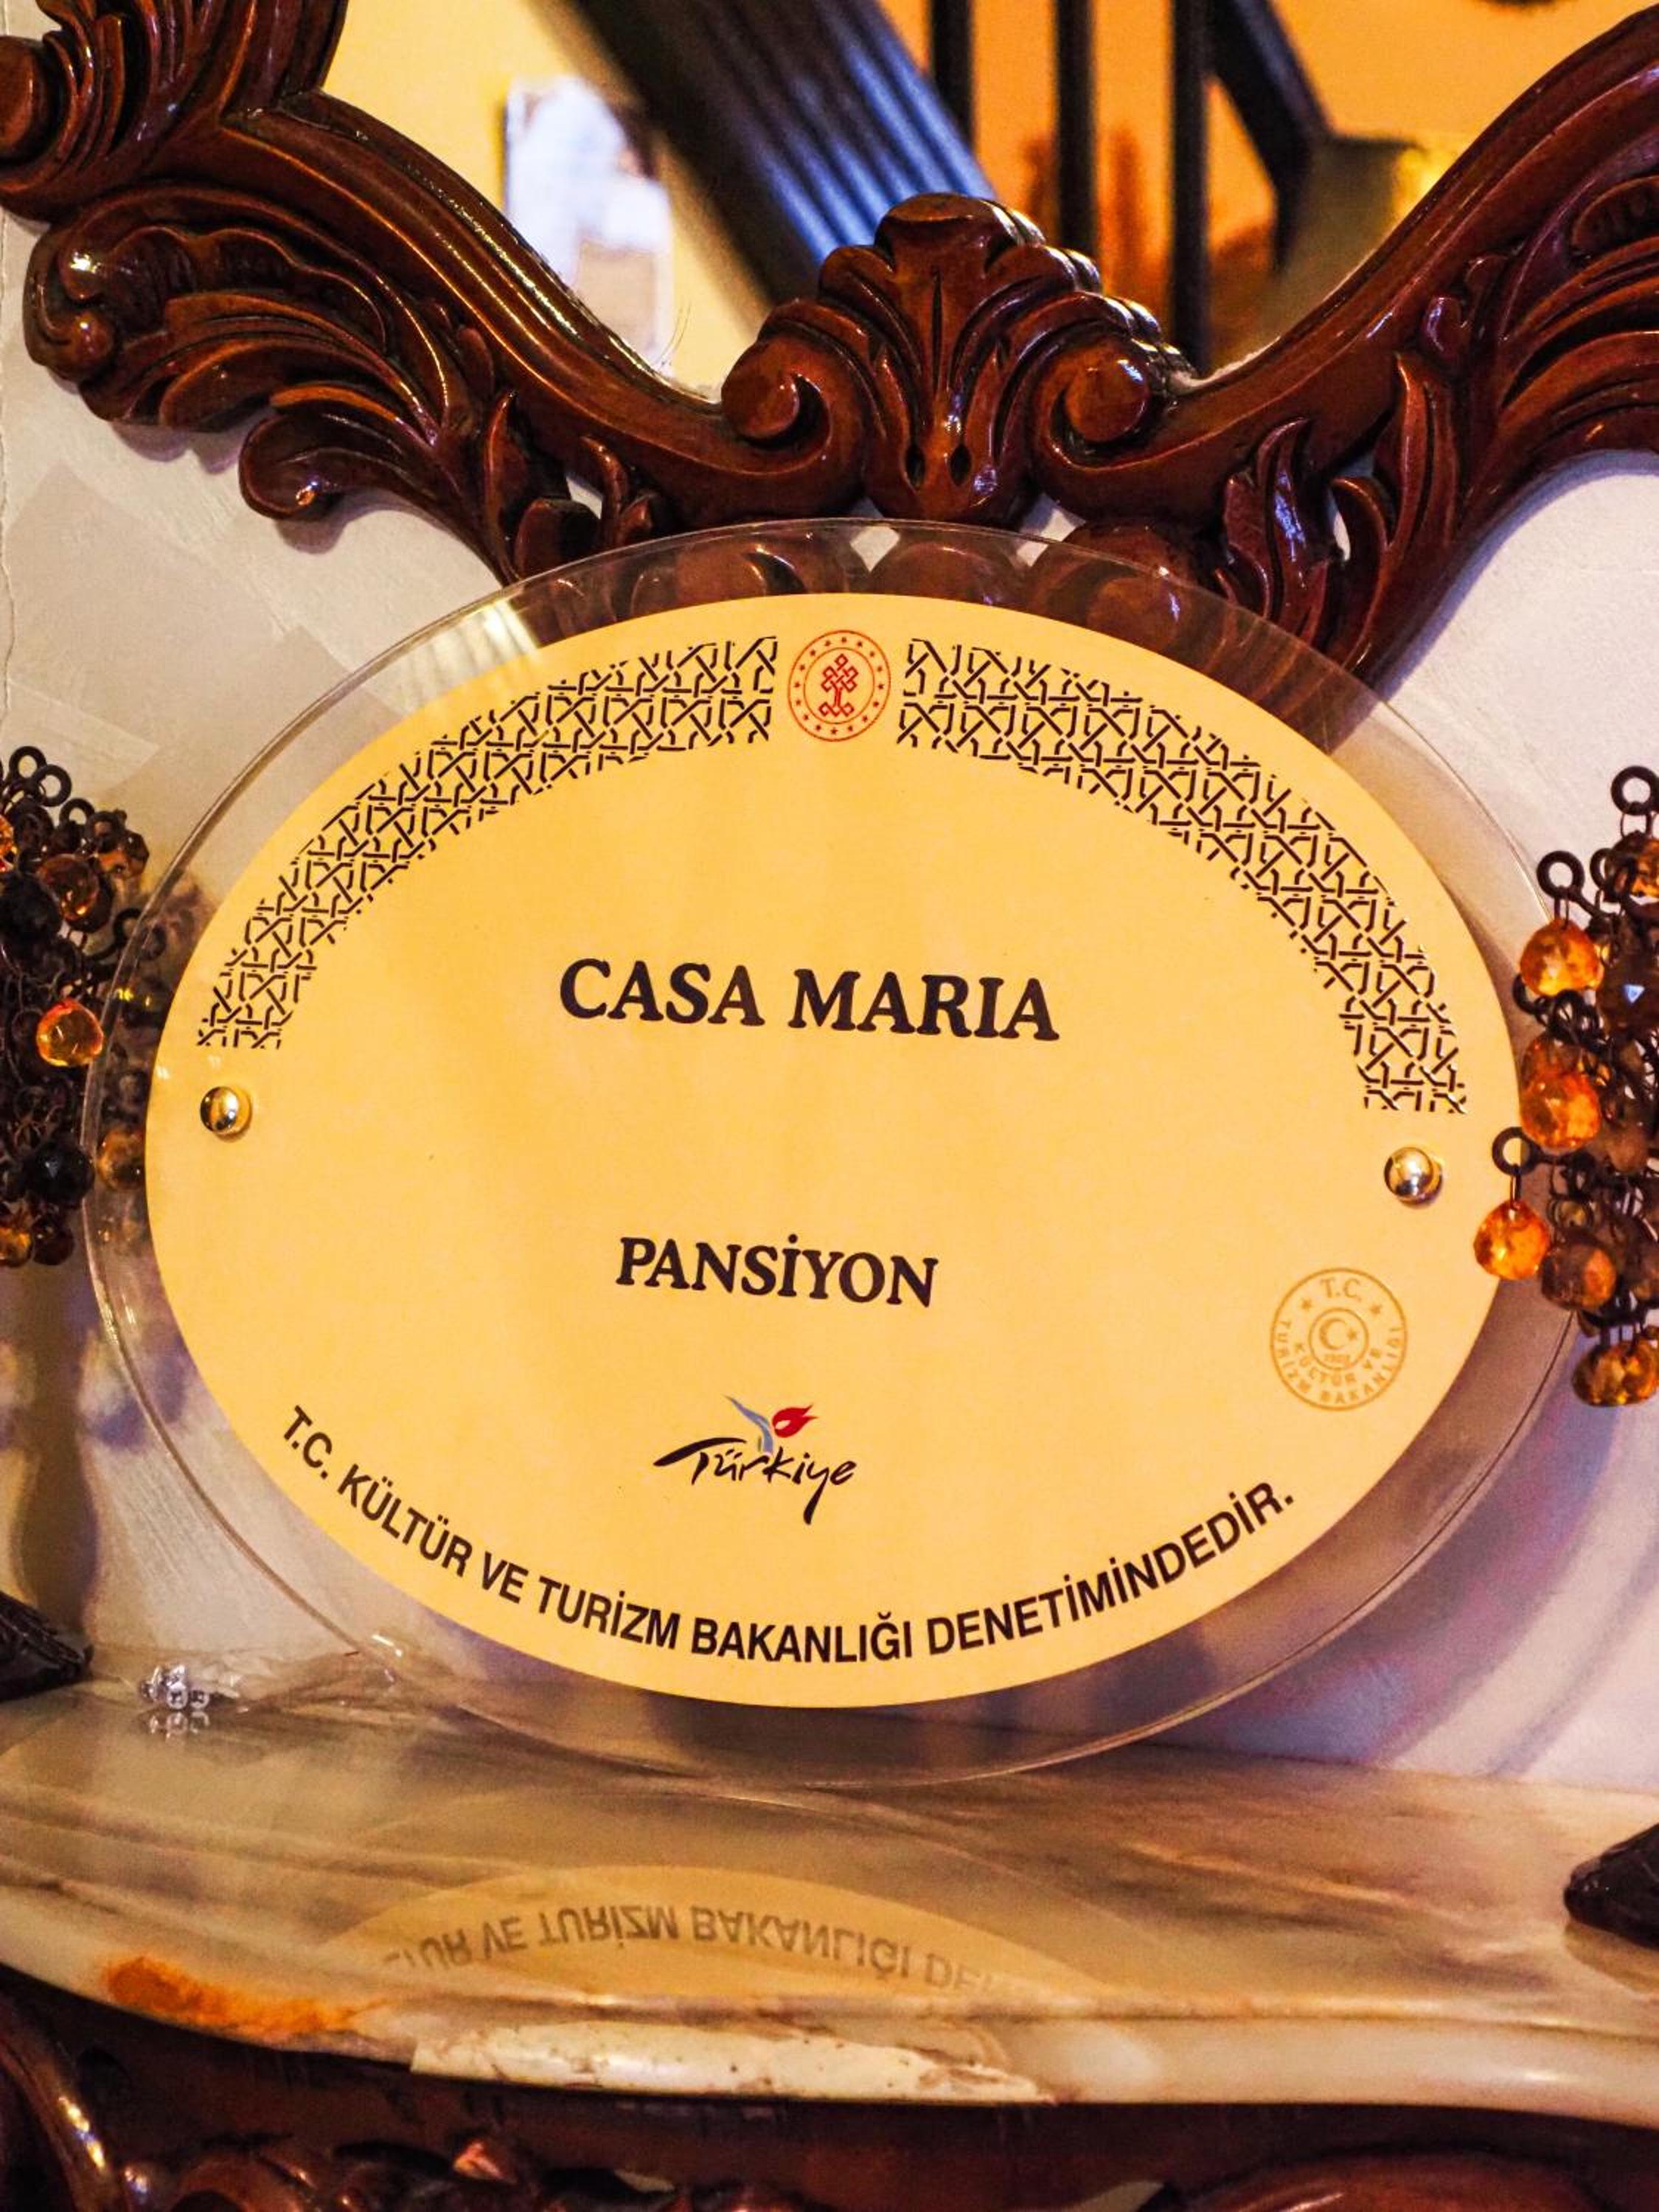 CASA MARIA
PANSİYON
T.C.
KÜLTÜR VE
TURİZM BAKANLIĞI
Türkiye
T.C. KÜLTÜR VE TURİZM BAKANLIĞI DENETİMİNDEDİR.